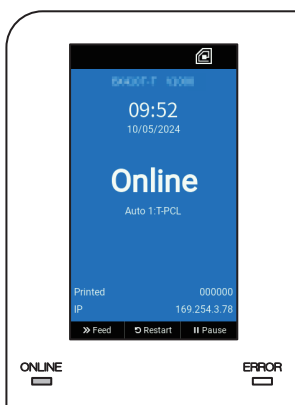 09:52
10/05/2024
Online
Auto 1:T-PCL
Printed 000000
IP 169.254.3.78
Feed Restart Pause
ONLINE ERROR